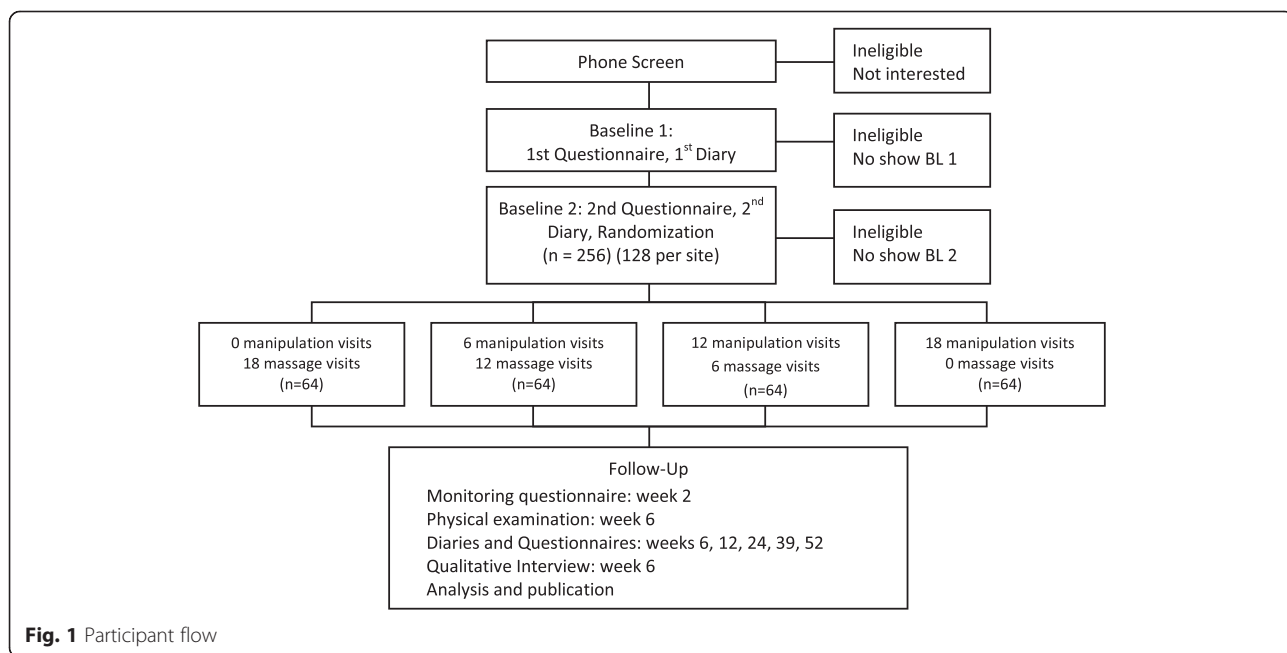 Phone Screen
Ineligible
Not interested
Baseline 1:
1st Questionnaire, 1st Diary
Ineligible
No show BL 1
Baseline 2: 2nd Questionnaire, 2nd
Diary, Randomization
(n = 256) (128 per site)
Ineligible
No show BL 2
0 manipulation visits
18 massage visits
(n=64)
6 manipulation visits
12 massage visits
(n=64)
12 manipulation visits
6 massage visits
(n=64)
18 manipulation visits
0 massage visits
(n=64)
Follow-Up
Monitoring questionnaire: week 2
Physical examination: week 6
Diaries and Questionnaires: weeks 6, 12, 24, 39, 52
Qualitative Interview: week 6
Analysis and publication
Fig. 1 Participant flow